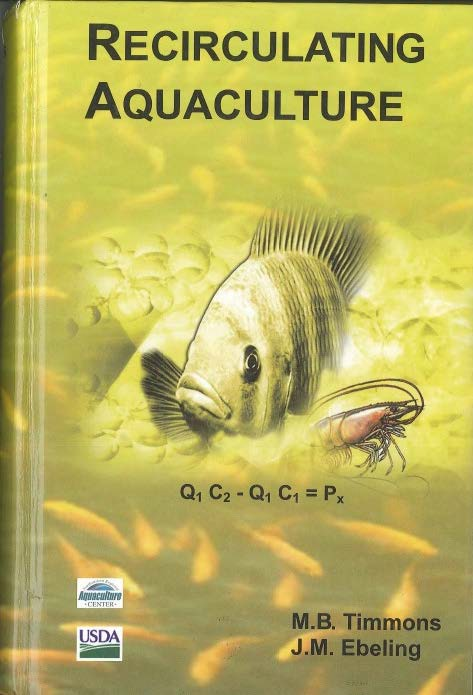 RECIRCULATING
AQUACULTURE
Q₁ C₂ - Q₁ C₁ = Pₓ
Aquaculture
CENTER
USDA
M.B. Timmons
J.M. Ebeling